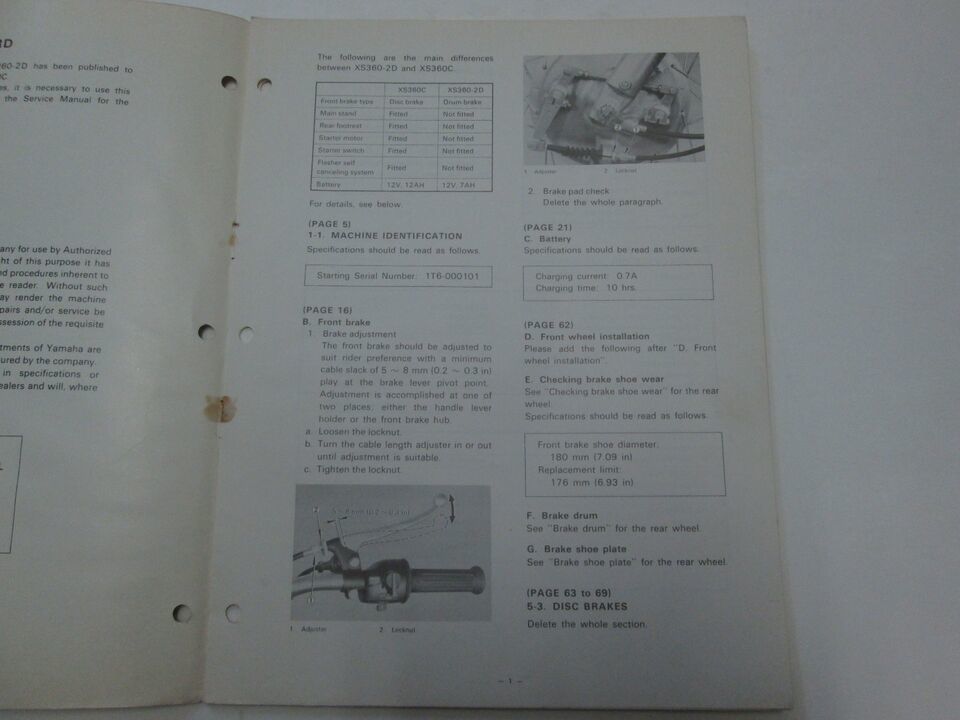 RD
360-2D has been published to
0C.
es, it is necessary to use this
the Service Manual for the
any for use by Authorized
ht of this purpose it has
nd procedures inherent to
e reader. Without such
ay render the machine
pairs and/or service be
ssession of the requisite
tments of Yamaha are
ured by the company.
in specifications or
ealers and will, where
The following are the main differences
between XS360-2D and XS360C.
XS360C XS360-2D
Front brake type Disc brake Drum brake
Main stand Fitted Not fitted
Rear footrest Fitted Not fitted
Starter motor Fitted Not fitted
Starter switch Fitted Not fitted
Flasher self
canceling system Fitted Not fitted
Battery 12V. 12AH 12V. 7AH
For details, see below.
(PAGE 5)
1-1. MACHINE IDENTIFICATION
Specifications should be read as follows.
Starting Serial Number: 1T6-000101
(PAGE 16)
B. Front brake
1. Brake adjustment
The front brake should be adjusted to
suit rider preference with a minimum
cable slack of 5 ~ 8 mm (0.2 ~ 0.3 in)
play at the brake lever pivot point.
Adjustment is accomplished at one of
two places; either the handle lever
holder or the front brake hub.
a. Loosen the locknut.
b. Turn the cable length adjuster in or out
until adjustment is suitable.
c. Tighten the locknut.
5 ~ 8 mm (0.2 ~ 0.3 in)
1. Adjuster 2. Locknut
1. Adjuster 2. Locknut
2. Brake pad check
Delete the whole paragraph.
(PAGE 21)
C. Battery
Specifications should be read as follows.
Charging current: 0.7A
Charging time: 10 hrs.
(PAGE 62)
D. Front wheel installation
Please add the following after "D. Front
wheel installation".
E. Checking brake shoe wear
See "Checking brake shoe wear" for the rear
wheel.
Specifications should be read as follows.
Front brake shoe diameter:
180 mm (7.09 in)
Replacement limit:
176 mm (6.93 in)
F. Brake drum
See "Brake drum" for the rear wheel.
G. Brake shoe plate
See "Brake shoe plate" for the rear wheel.
(PAGE 63 to 69)
5-3. DISC BRAKES
Delete the whole section.
- 1 -